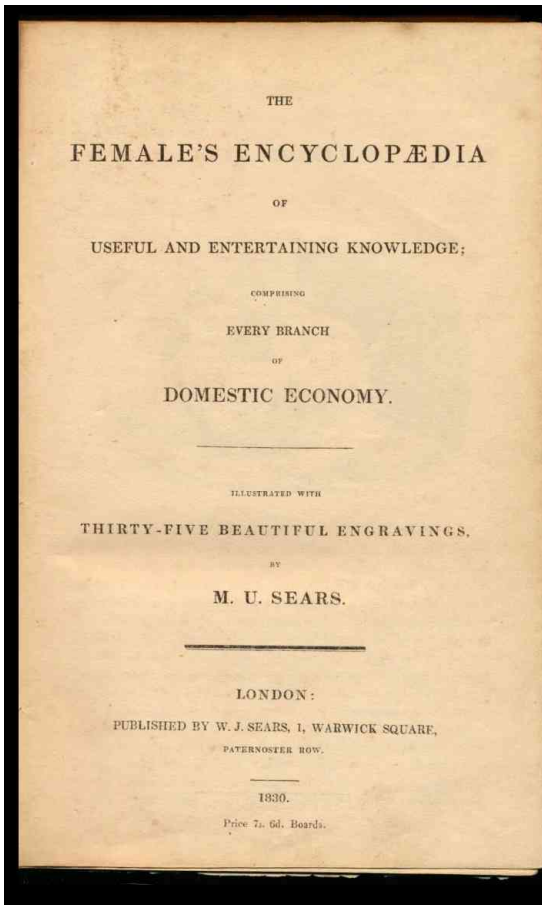 THE
FEMALE'S ENCYCLOPÆDIA
OF
USEFUL AND ENTERTAINING KNOWLEDGE;
COMPRISING
EVERY BRANCH
OF
DOMESTIC ECONOMY.
ILLUSTRATED WITH
THIRTY-FIVE BEAUTIFUL ENGRAVINGS,
BY
M. U. SEARS.
LONDON:
PUBLISHED BY W. J. SEARS, 1, WARWICK SQUARE,
PATERNOSTER ROW.
1830.
Price 7s. 6d. Boards.